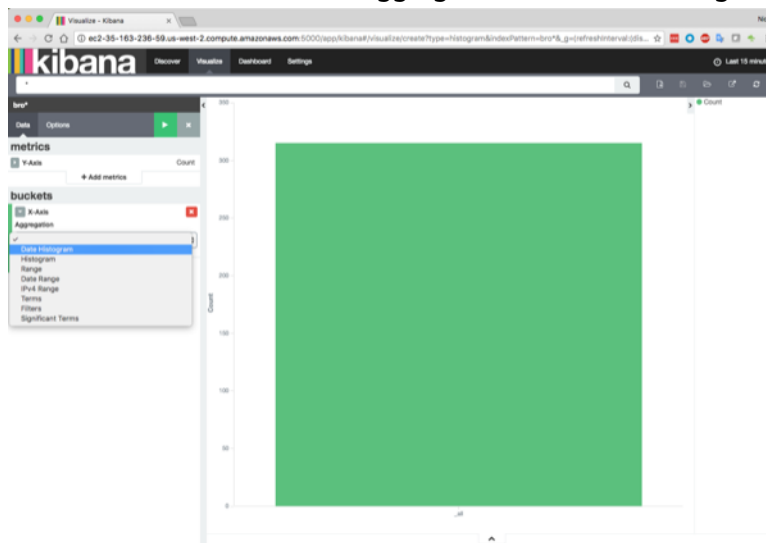 Visualize - Kibana
ec2-35-163-236-59.us-west-2.compute.amazonaws.com:5000/app/kibana#/visualize/create?type=histogram&indexPattern=bro*&_g=(refreshInterval:(dis...
kibana
Discover Visualize Dashboard Settings
Last 15 minut
*
bro*
Data Options
metrics
Y-Axis Count
+ Add metrics
buckets
X-Axis
Aggregation
Date Histogram
Histogram
Range
Date Range
IPv4 Range
Terms
Filters
Significant Terms
Count
300
250
200
150
100
50
0
_all
Count